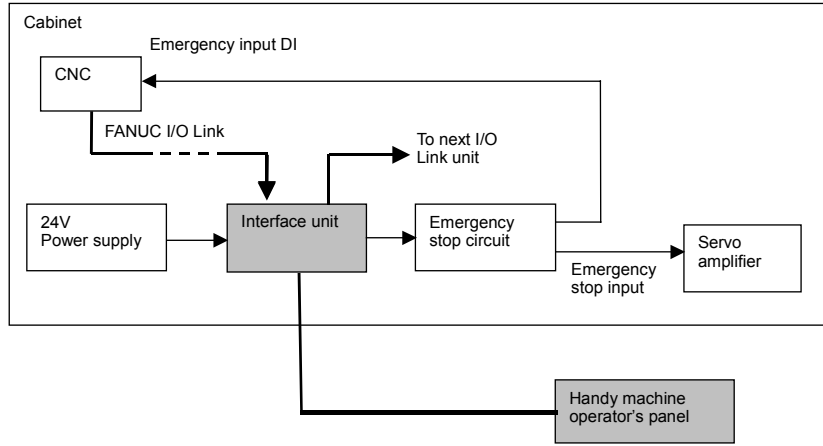 Cabinet
Emergency input DI
CNC
FANUC I/O Link
To next I/O
Link unit
24V
Power supply
Interface unit
Emergency
stop circuit
Servo
amplifier
Emergency
stop input
Handy machine
operator's panel